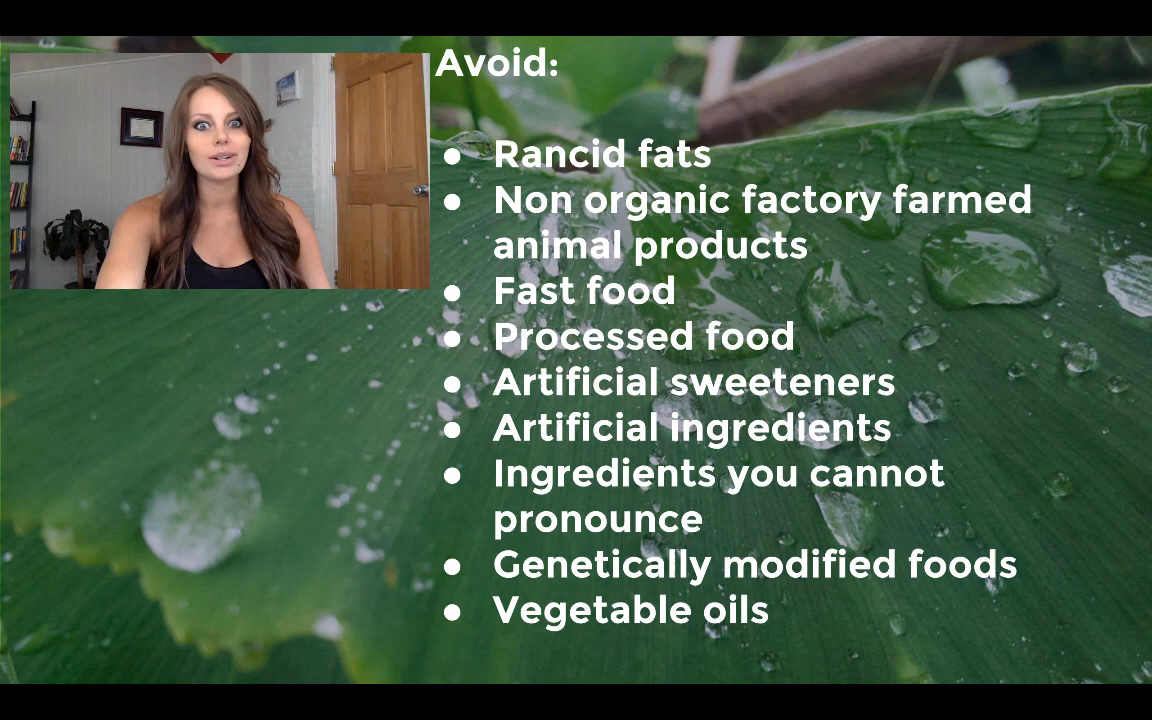 Avoid:
● Rancid fats
● Non organic factory farmed
animal products
● Fast food
● Processed food
● Artificial sweeteners
● Artificial ingredients
● Ingredients you cannot
pronounce
● Genetically modified foods
● Vegetable oils